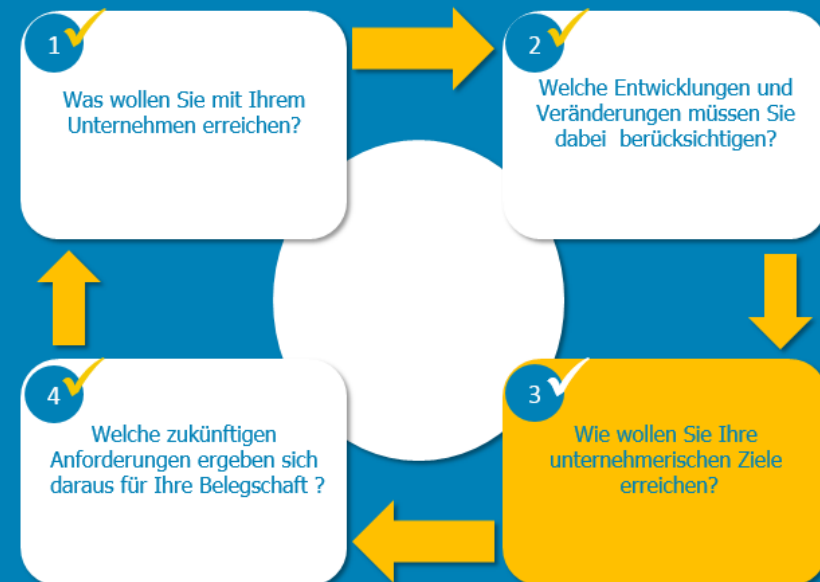 1
Was wollen Sie mit Ihrem
Unternehmen erreichen?
2
Welche Entwicklungen und
Veränderungen müssen Sie
dabei  berücksichtigen?
3
Wie wollen Sie Ihre
unternehmerischen Ziele
erreichen?
4
Welche zukünftigen
Anforderungen ergeben sich
daraus für Ihre Belegschaft ?